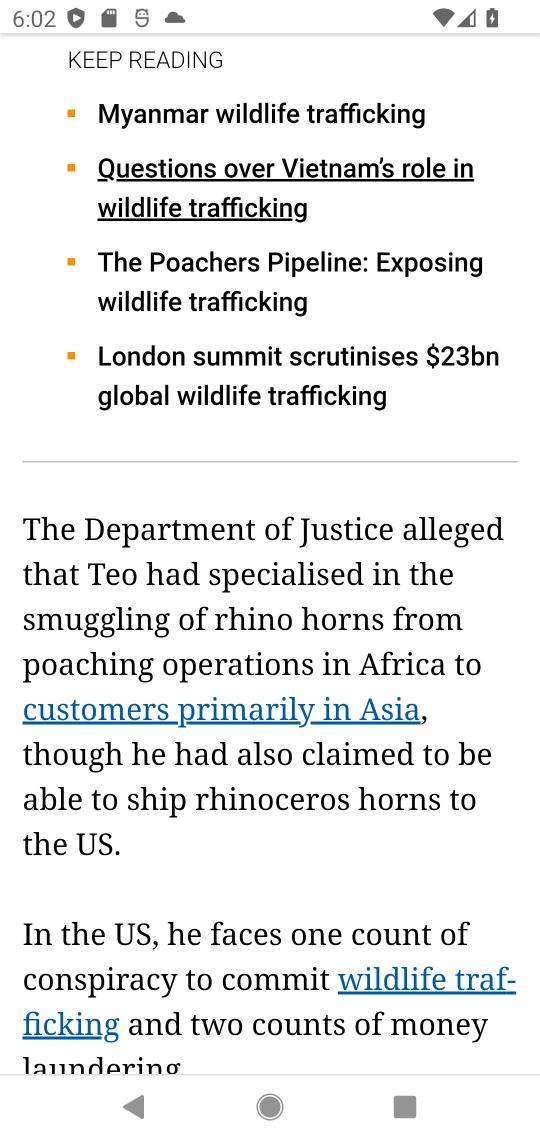 6:02
KEEP READING
Myanmar wildlife trafficking
Questions over Vietnam’s role in
wildlife trafficking
The Poachers Pipeline: Exposing
wildlife trafficking
London summit scrutinises $23bn
global wildlife trafficking
The Department of Justice alleged
that Teo had specialised in the
smuggling of rhino horns from
poaching operations in Africa to
customers primarily in Asia,
though he had also claimed to be
able to ship rhinoceros horns to
the US.
In the US, he faces one count of
conspiracy to commit wildlife traf-
ficking and two counts of money
laundering.